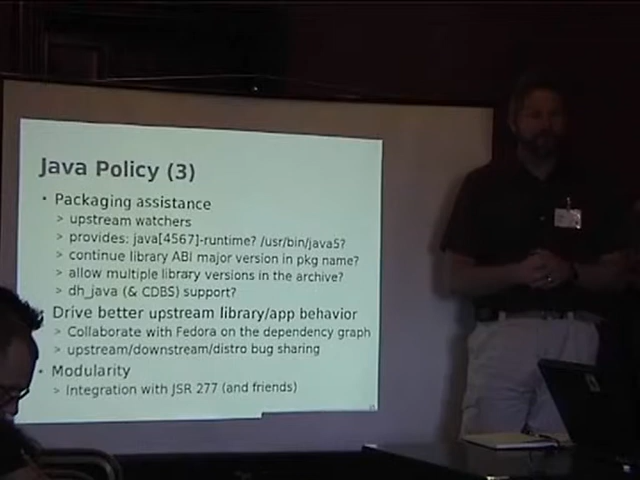 Java Policy (3)
• Packaging assistance
> upstream watchers
> provides: java[4567]-runtime? /usr/bin/java5?
> continue library ABI major version in pkg name?
> allow multiple library versions in the archive?
> dh_java (& CDBS) support?
Drive better upstream library/app behavior
> Collaborate with Fedora on the dependency graph
> upstream/downstream/distro bug sharing
• Modularity
> Integration with JSR 277 (and friends)